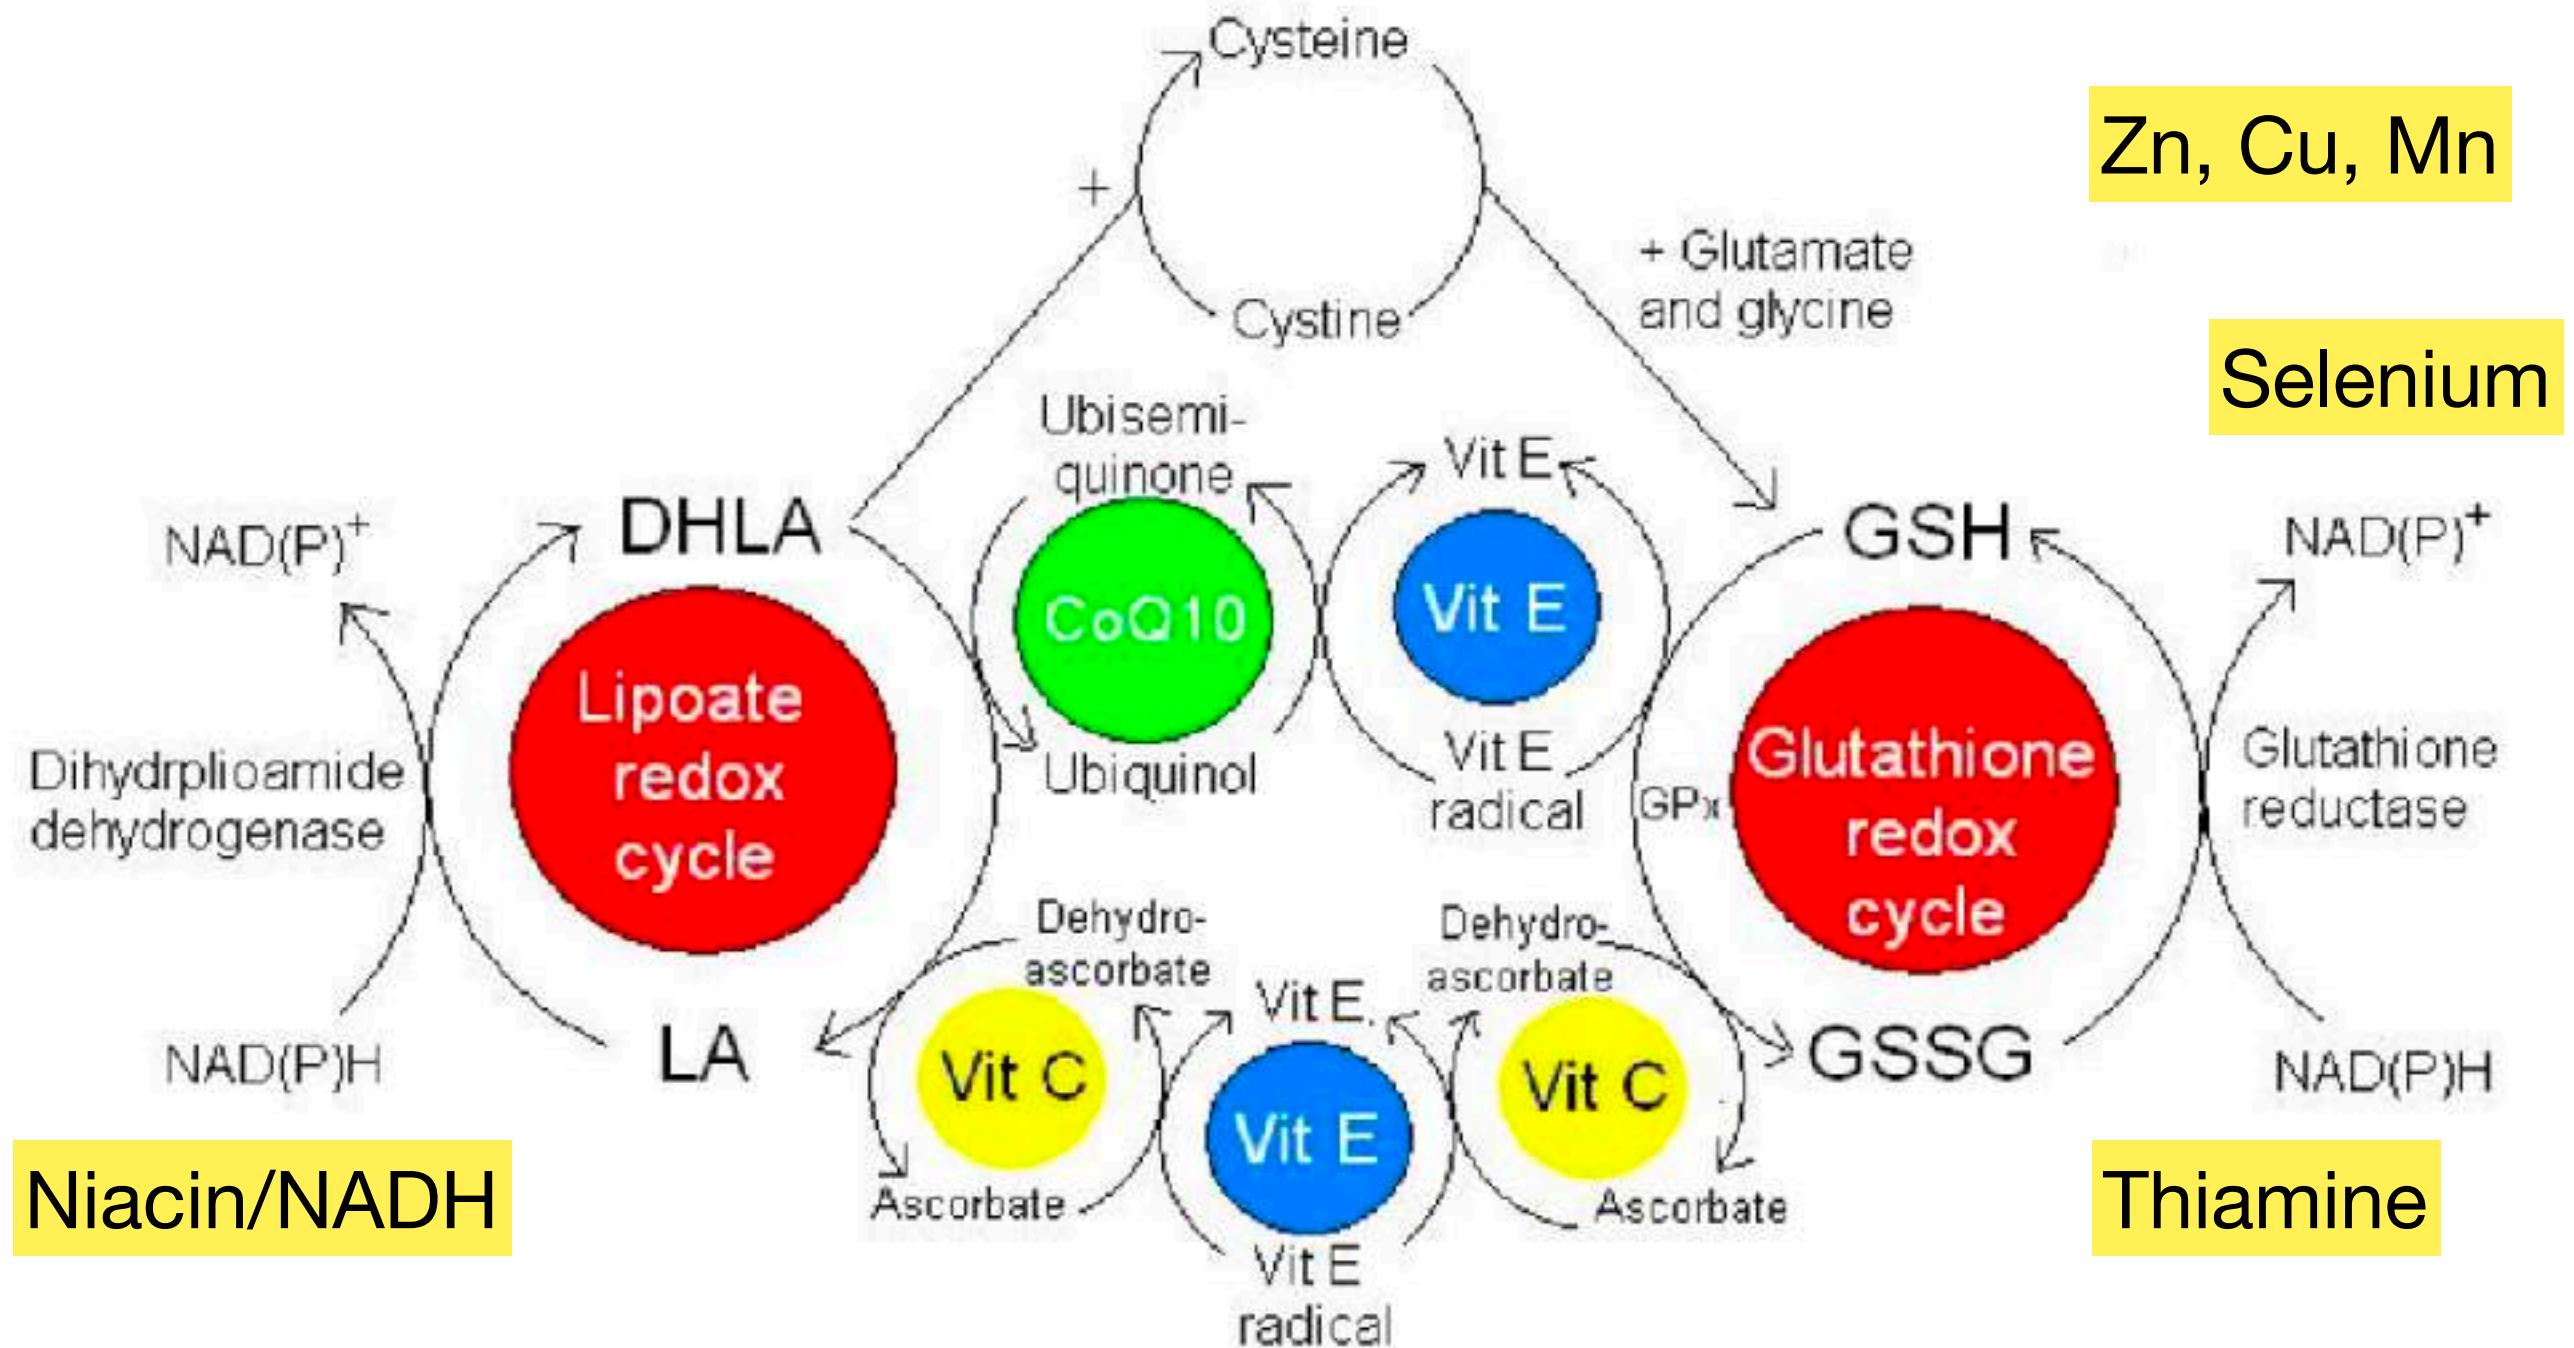 Cysteine
Zn, Cu, Mn
+
+ Glutamate
and glycine
Cystine
Selenium
Ubisemi-
quinone
Vit E
DHLA
GSH
NAD(P)+
NAD(P)+
CoQ10
Vit E
Lipoate
redox
cycle
Glutathione
redox
cycle
Dihydrplioamide
dehydrogenase
Ubiquinol
Vit E
radical
GPx
Glutathione
reductase
Dehydro-
ascorbate
Dehydro-
ascorbate
Vit E
NAD(P)H
LA
Vit C
Vit C
GSSG
NAD(P)H
Vit E
Niacin/NADH
Ascorbate
Ascorbate
Thiamine
Vit E
radical